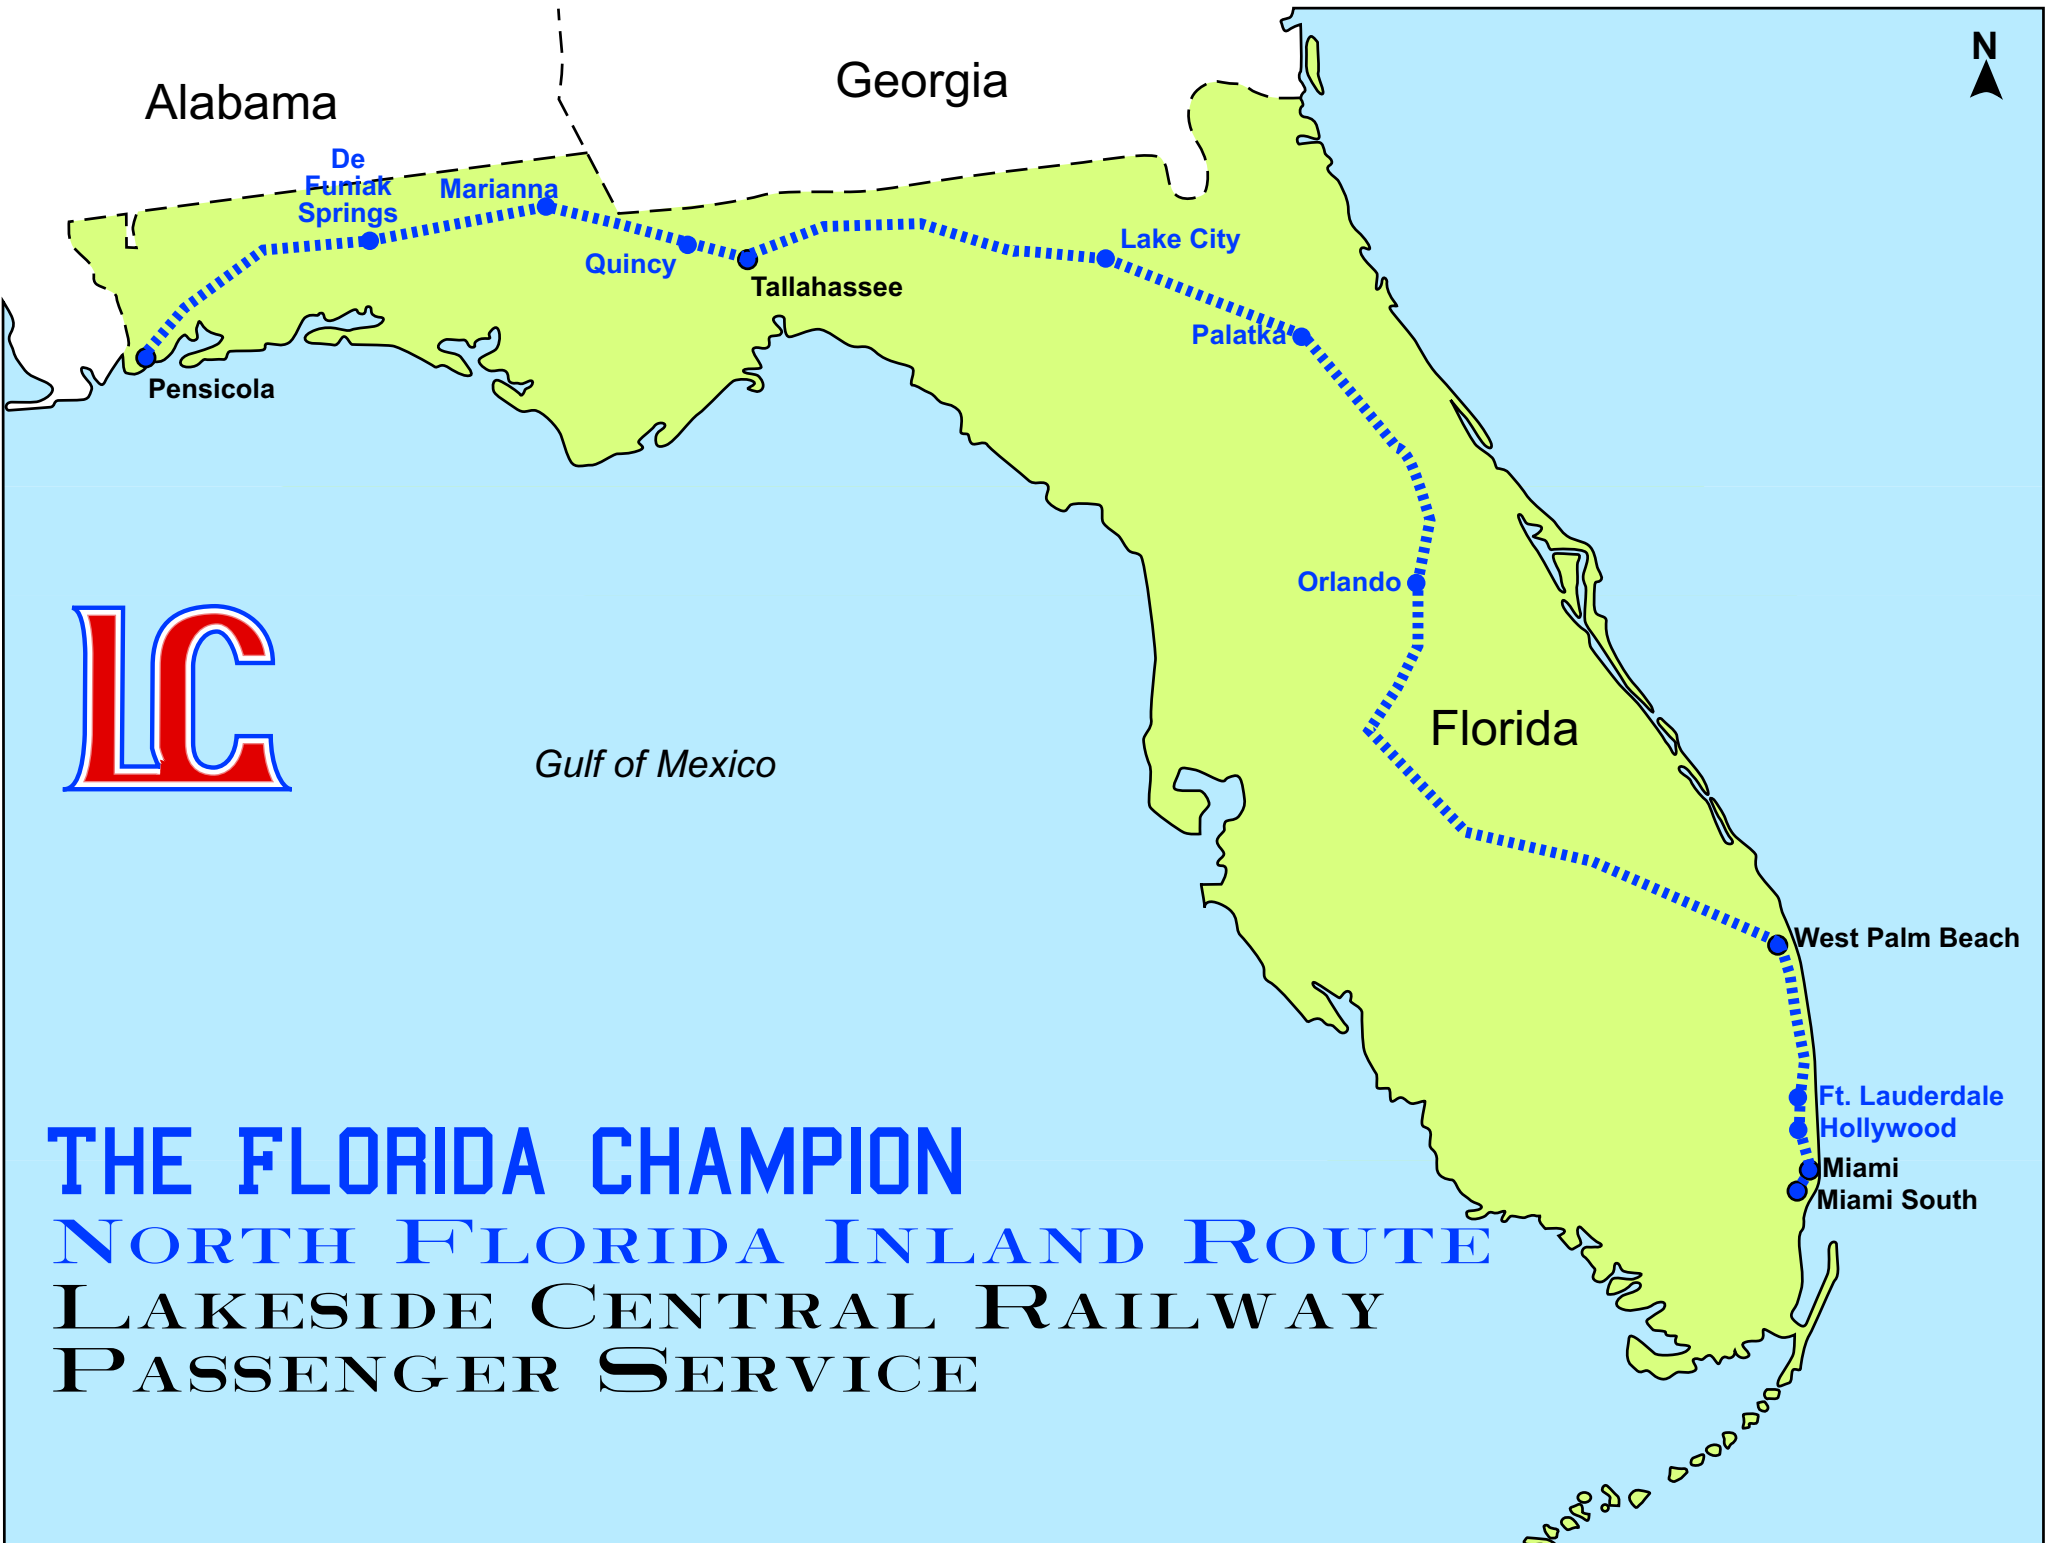 N
Georgia
Alabama
De
Funiak
Springs
Marianna
Quincy
Tallahassee
Lake City
Palatka
Pensicola
Orlando
LC
Florida
Gulf of Mexico
West Palm Beach
Ft. Lauderdale
Hollywood
Miami
Miami South
THE FLORIDA CHAMPION
NORTH FLORIDA INLAND ROUTE
LAKESIDE CENTRAL RAILWAY
PASSENGER SERVICE